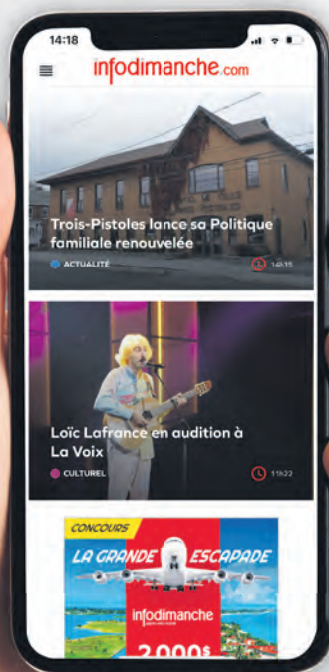 14:18
infodimanche.com
Trois-Pistoles lance sa Politique
familiale renouvelée
ACTUALITÉ
14h35
Loïc Lafrance en audition à
La Voix
CULTUREL
11h22
CONCOURS
LA GRANDE ESCAPADE
infodimanche
2 000$